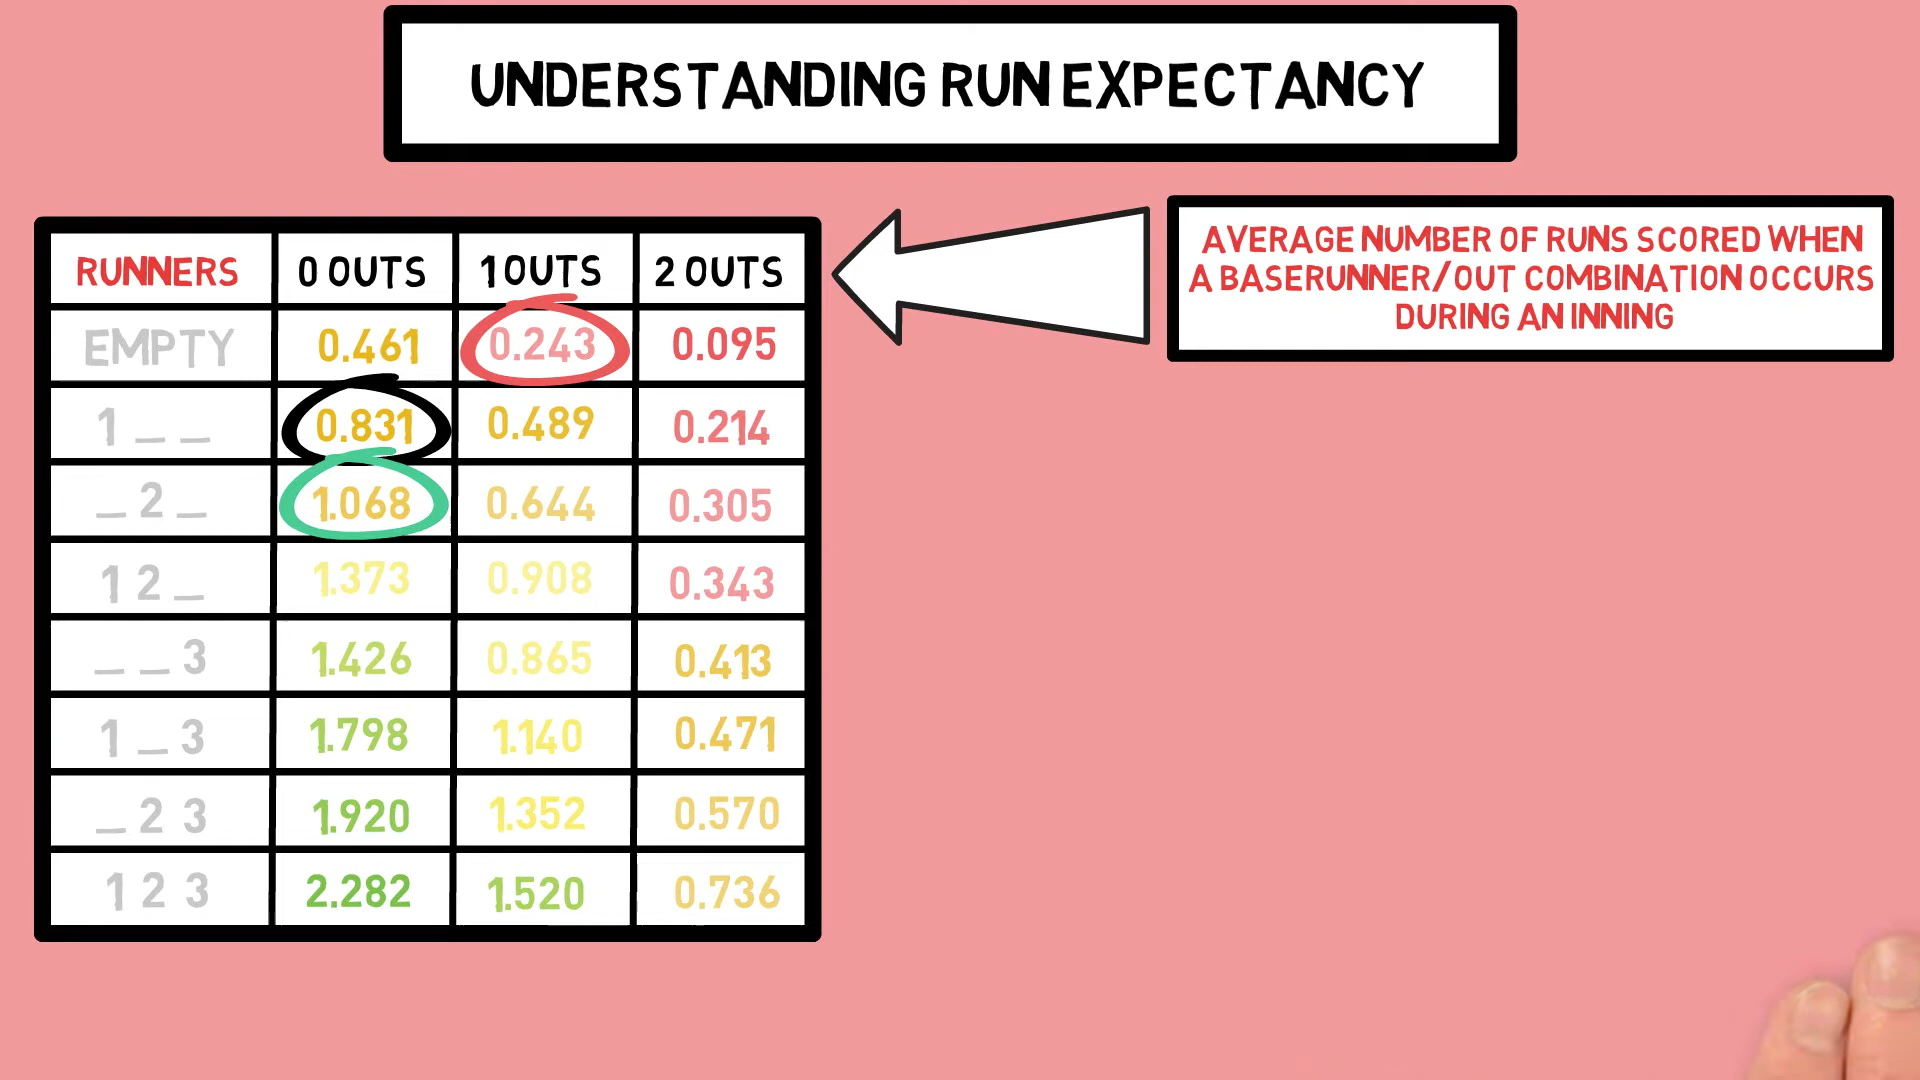 UNDERSTANDING RUN EXPECTANCY
AVERAGE NUMBER OF RUNS SCORED WHEN
A BASERUNNER/OUT COMBINATION OCCURS
DURING AN INNING
RUNNERS 0 OUTS 1 OUTS 2 OUTS
EMPTY 0.461 0.243 0.095
1 _ _ 0.831 0.489 0.214
_ 2 _ 1.068 0.644 0.305
1 2 _ 1.373 0.908 0.343
_ _ 3 1.426 0.865 0.413
1 _ 3 1.798 1.140 0.471
_ 2 3 1.920 1.352 0.570
1 2 3 2.282 1.520 0.736